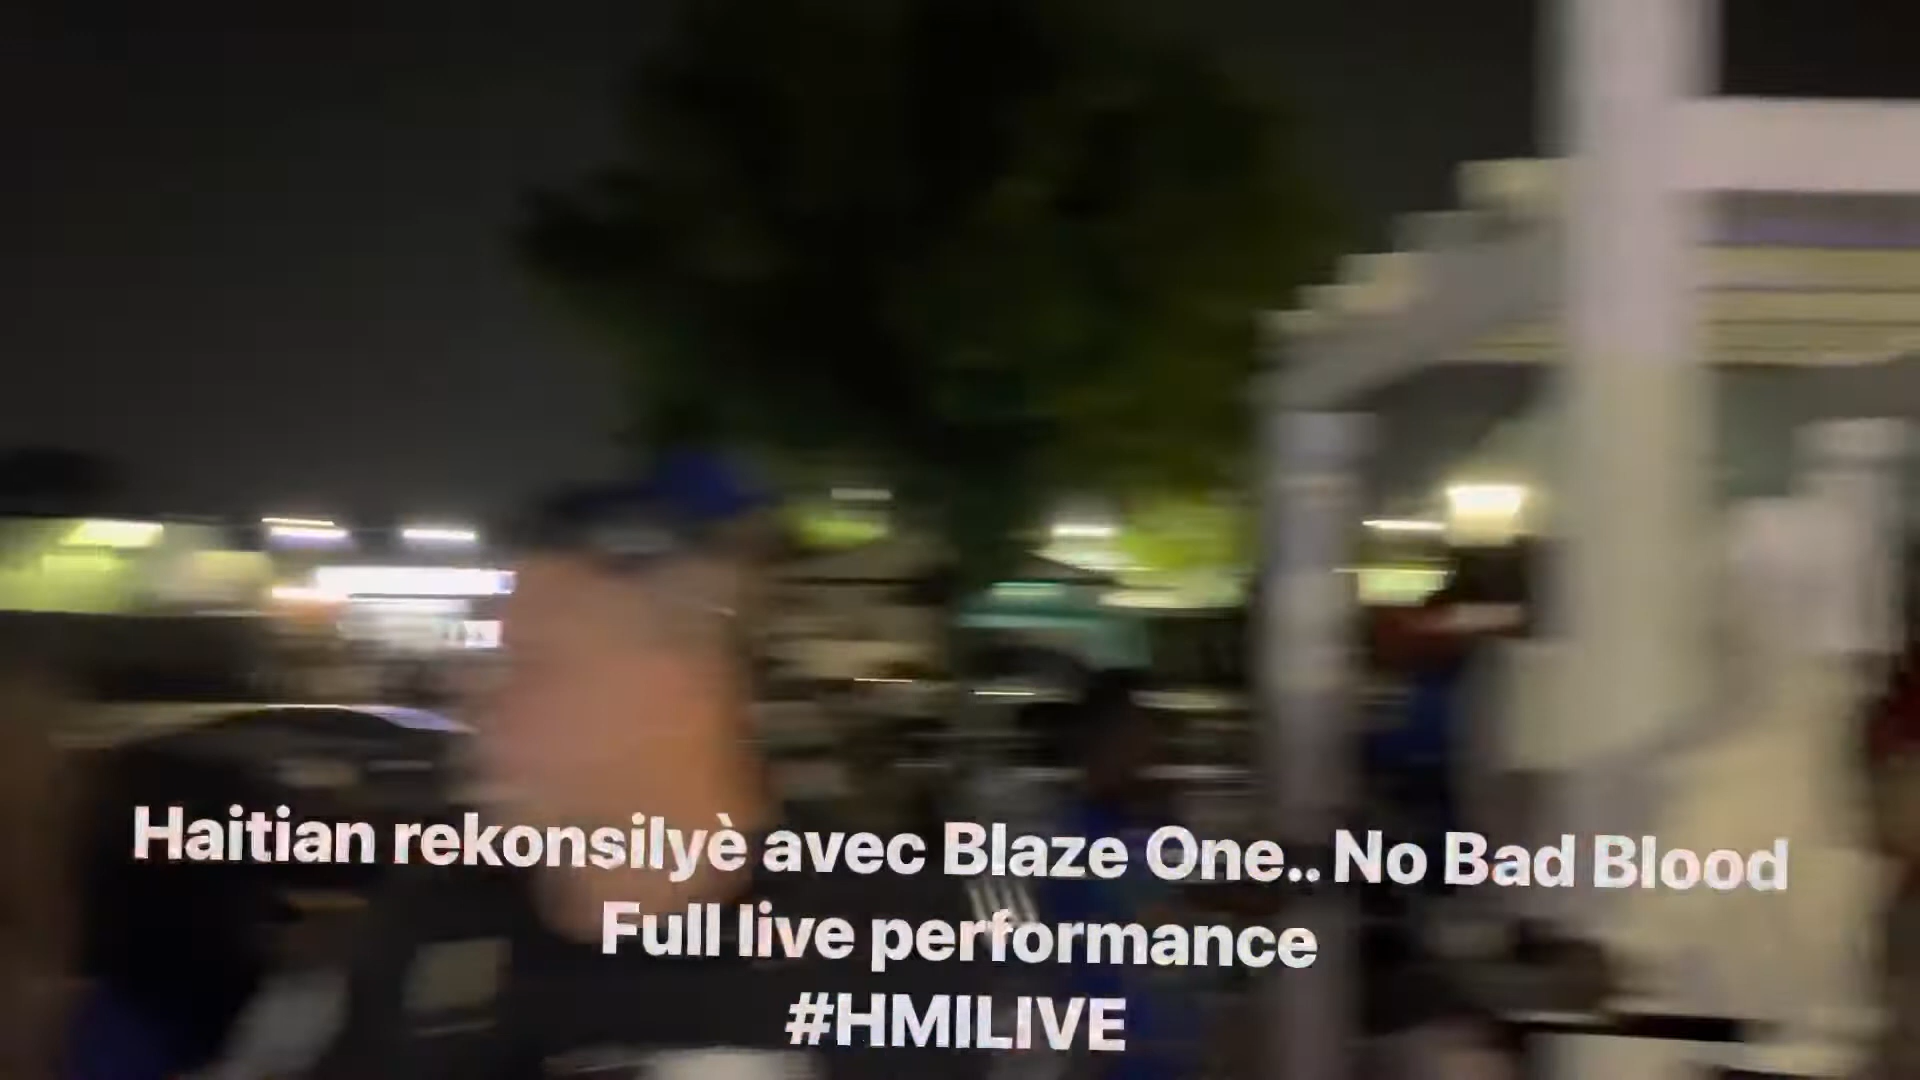 Haitian rekonsilyè avec Blaze One.. No Bad Blood
Full live performance
#HMILIVE